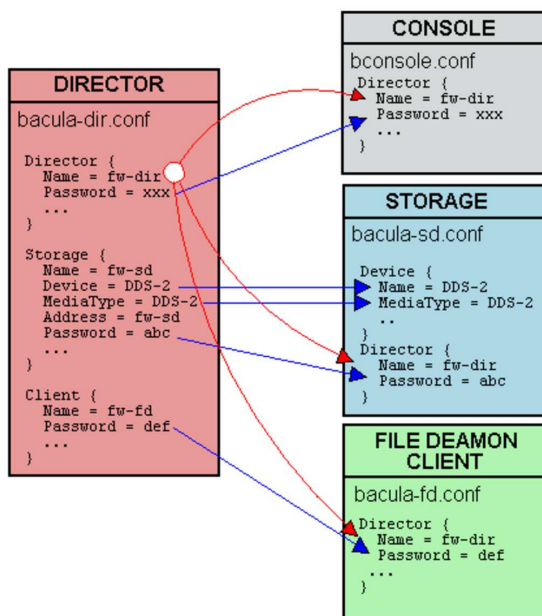 DIRECTOR
bacula-dir.conf
Director {
Name = fw-dir
Password = xxx
...
}
Storage {
Name = fw-sd
Device = DDS-2
MediaType = DDS-2
Address = fw-sd
Password = abc
...
}
Client {
Name = fw-fd
Password = def
...
}
CONSOLE
bconsole.conf
Director {
Name = fw-dir
Password = xxx
...
}
STORAGE
bacula-sd.conf
Device {
Name = DDS-2
MediaType = DDS-2
..
}
Director {
Name = fw-dir
Password = abc
}
FILE DEAMON
CLIENT
bacula-fd.conf
Director {
Name = fw-dir
Password = def
...
}